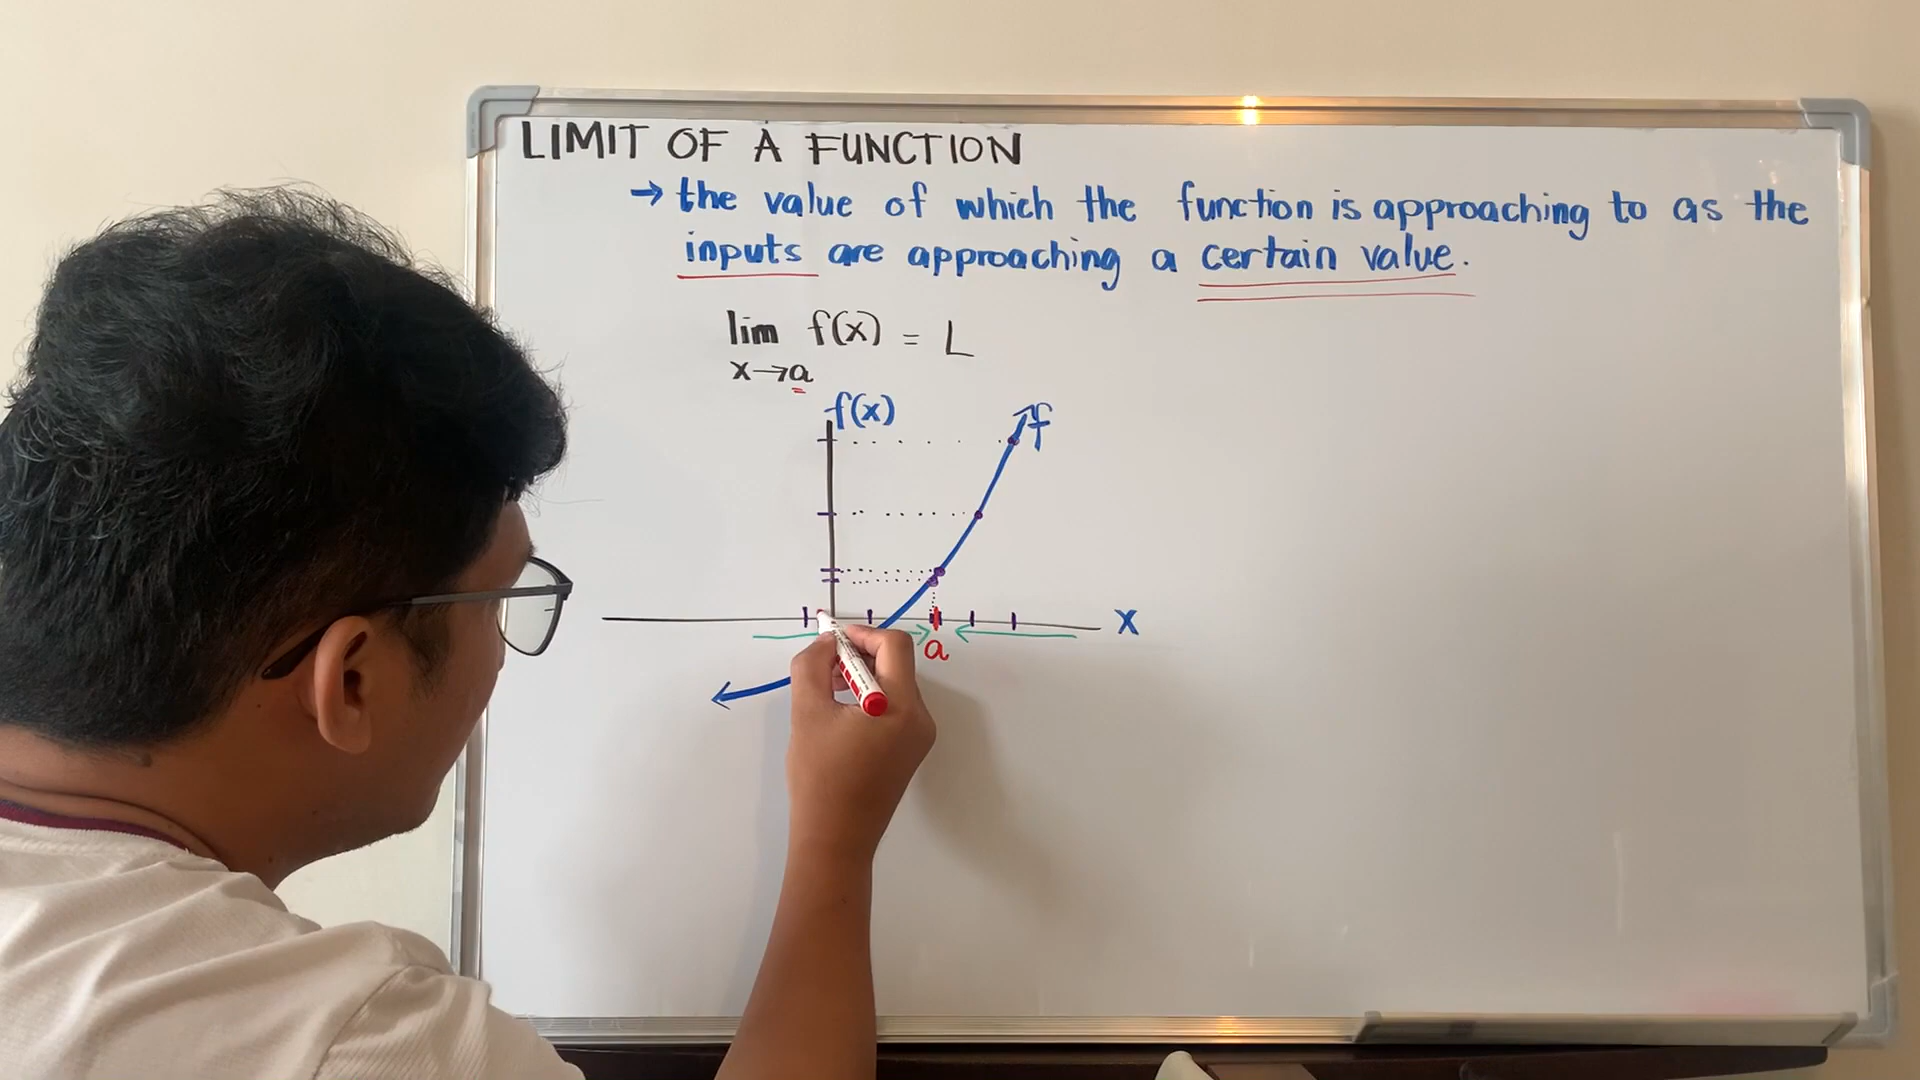 LIMIT OF A FUNCTION
→ the value of which the function is approaching to as the
inputs are approaching a certain value.
lim f(x) = L
x→a
f(x)
f
x
a